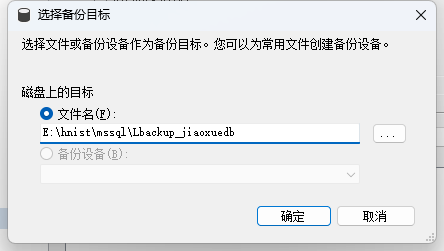 选择备份目标
选择文件或备份设备作为备份目标。您可以为常用文件创建备份设备。
磁盘上的目标
文件名(F):
E:\hnist\mssql\Lbackup_jiaoxuedb
...
备份设备(B):
确定
取消